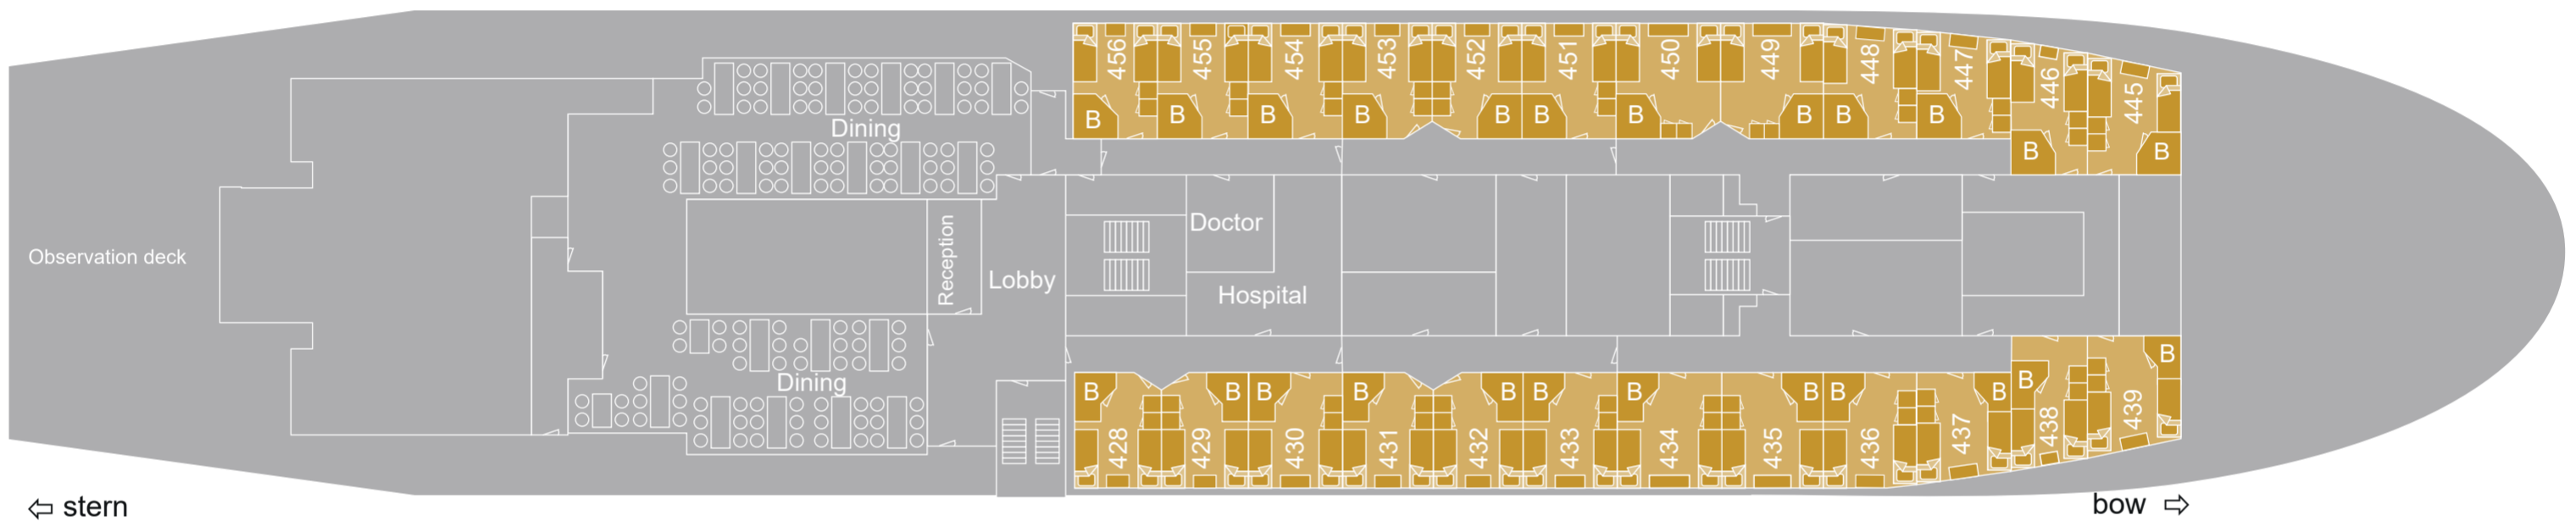 456 455 454 453 452 451 450 449 448 447 446 445
B B B B B B B B B B B B
Dining
Doctor
Reception
Observation deck
Lobby
Hospital
Dining
B B B B B B B B B B B B
428 429 430 431 432 433 434 435 436 437 438 439
stern
bow